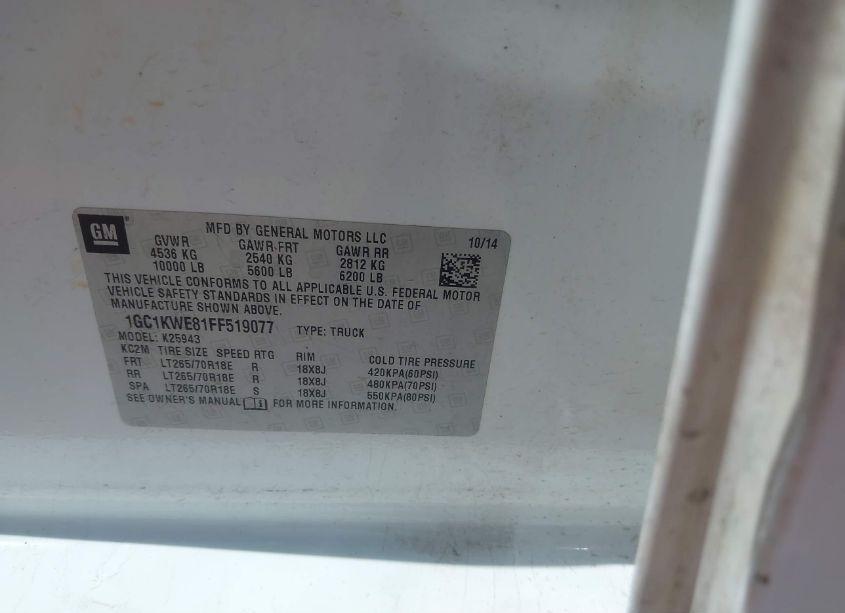 GM
MFD BY GENERAL MOTORS LLC 10/14
GVWR GAWR FRT GAWR RR
4536 KG 2540 KG 2812 KG
10000 LB 5600 LB 6200 LB
THIS VEHICLE CONFORMS TO ALL APPLICABLE U.S. FEDERAL MOTOR
VEHICLE SAFETY STANDARDS IN EFFECT ON THE DATE OF
MANUFACTURE SHOWN ABOVE.
1GC1KWE81FF519077 TYPE: TRUCK
MODEL: K25943
KC2M TIRE SIZE SPEED RTG RIM COLD TIRE PRESSURE
FRT LT265/70R18E R 18X8J 420KPA(60PSI)
RR LT265/70R18E R 18X8J 480KPA(70PSI)
SPA LT265/70R18E S 18X8J 550KPA(80PSI)
SEE OWNER'S MANUAL FOR MORE INFORMATION.